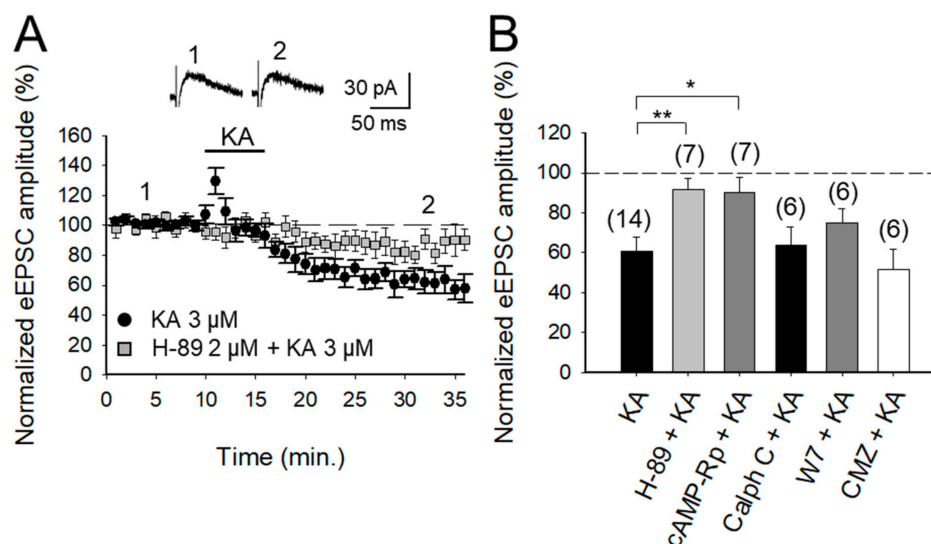 A
1
2
30 pA
50 ms
Normalized eEPSC amplitude (%)
160
140
120
100
80
60
40
20
0
KA
1
2
KA 3 µM
H-89 2 µM + KA 3 µM
0
5
10
15
20
25
30
35
Time (min.)
B
Normalized eEPSC amplitude (%)
120
100
80
60
40
20
0
*
**
(14)
(7)
(7)
(6)
(6)
(6)
KA
H-89 + KA
cAMP-Rp + KA
Calph C + KA
W7 + KA
CMZ + KA